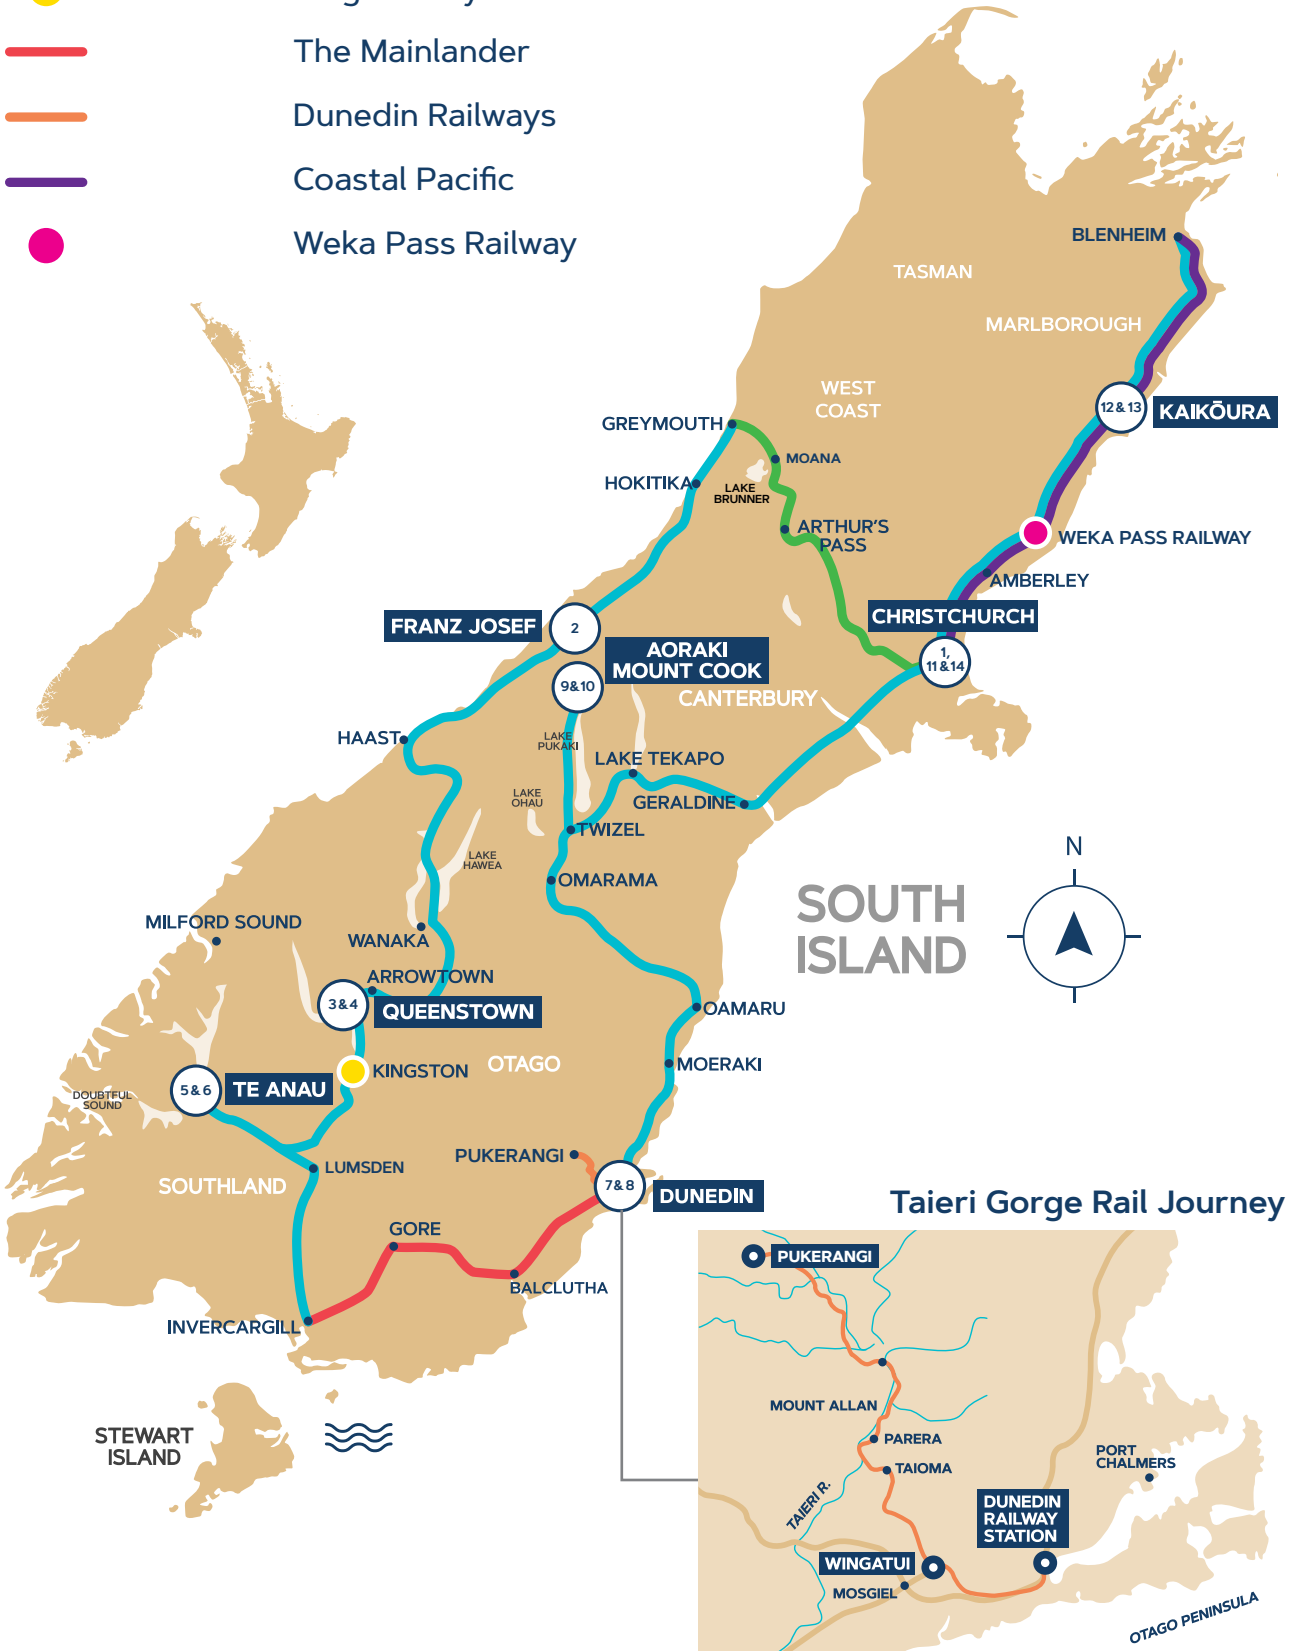 The Mainlander
Dunedin Railways
Coastal Pacific
Weka Pass Railway
BLENHEIM
TASMAN
MARLBOROUGH
WEST
COAST
12 & 13
KAIKŌURA
GREYMOUTH
MOANA
HOKITIKA
LAKE
BRUNNER
ARTHUR'S
PASS
WEKA PASS RAILWAY
AMBERLEY
CHRISTCHURCH
FRANZ JOSEF
2
AORAKI
MOUNT COOK
1,
11 & 14
9&10
CANTERBURY
HAAST
LAKE
PUKAKI
LAKE TEKAPO
LAKE
OHAU
GERALDINE
TWIZEL
LAKE
HAWEA
OMARAMA
N
SOUTH
ISLAND
MILFORD SOUND
WANAKA
ARROWTOWN
3 & 4
QUEENSTOWN
OAMARU
OTAGO
MOERAKI
KINGSTON
5 & 6
TE ANAU
DOUBTFUL
SOUND
PUKERANGI
LUMSDEN
SOUTHLAND
7 & 8
DUNEDIN
GORE
BALCLUTHA
INVERCARGILL
STEWART
ISLAND
Taieri Gorge Rail Journey
PUKERANGI
MOUNT ALLAN
PARERA
TAIOMA
PORT
CHALMERS
TAIERI R.
DUNEDIN
RAILWAY
STATION
WINGATUI
MOSGIEL
OTAGO PENINSULA